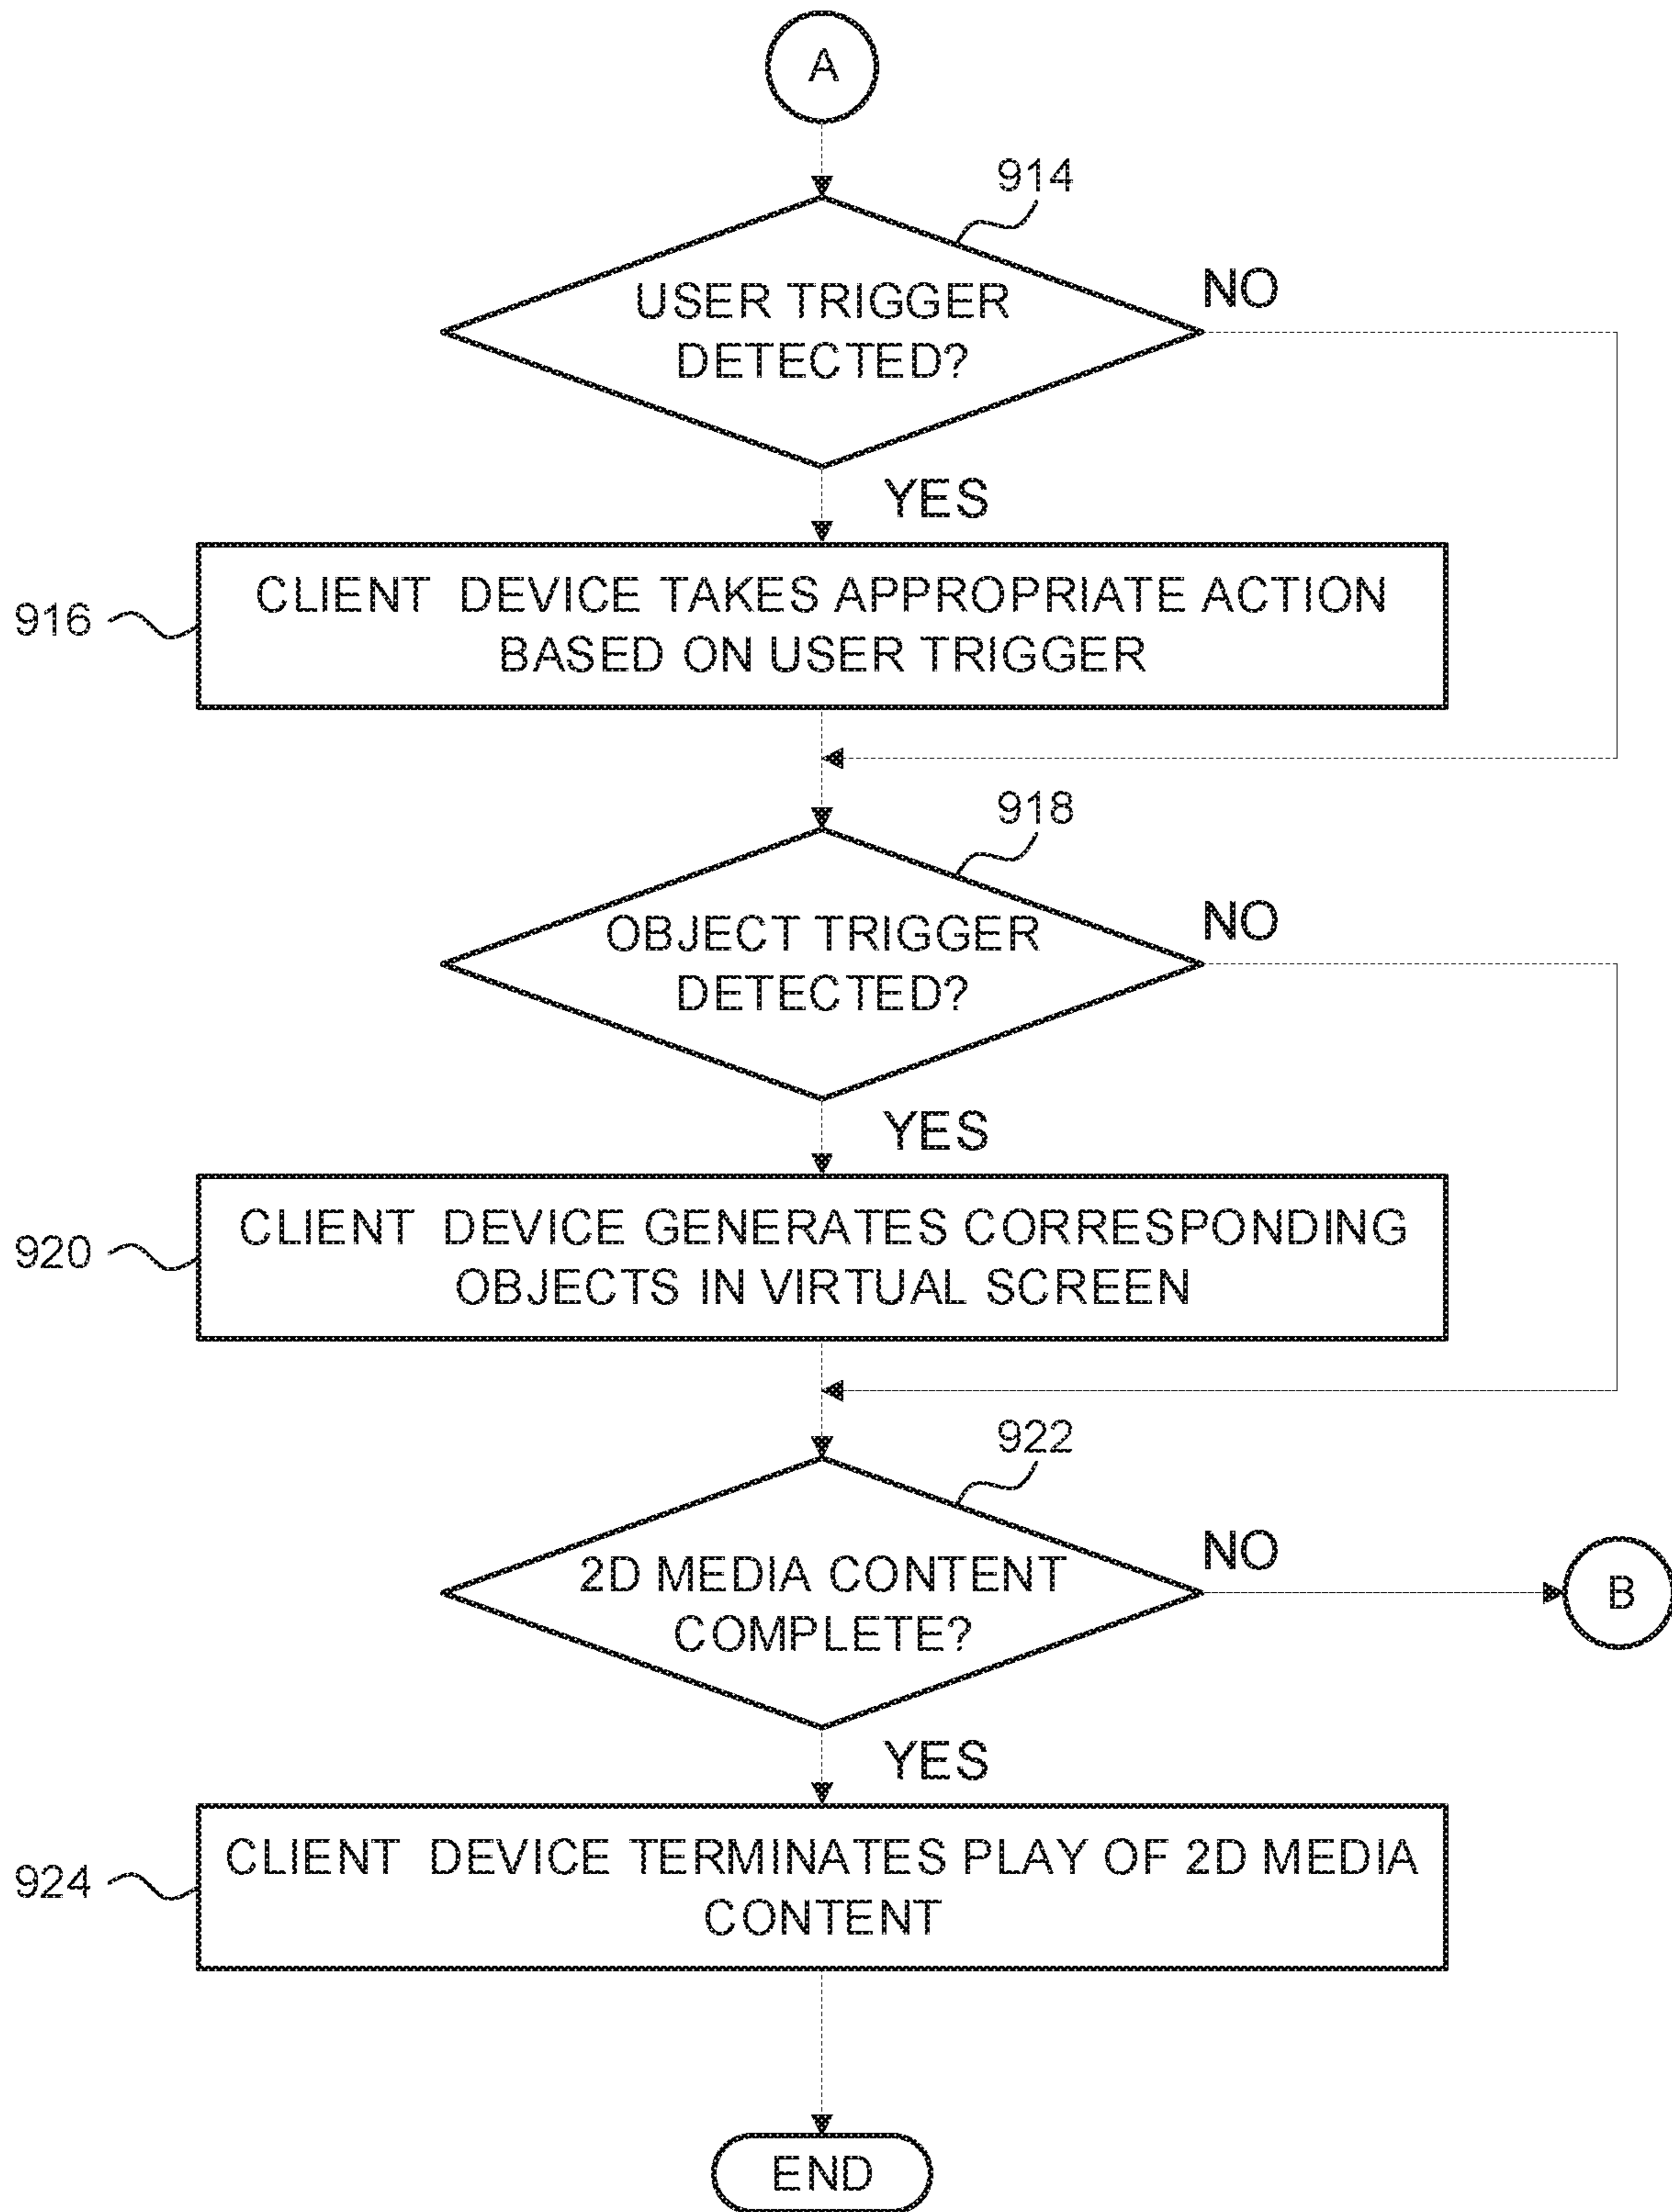 A
914
USER TRIGGER
DETECTED?
NO
YES
916
CLIENT DEVICE TAKES APPROPRIATE ACTION
BASED ON USER TRIGGER
918
OBJECT TRIGGER
DETECTED?
NO
YES
920
CLIENT DEVICE GENERATES CORRESPONDING
OBJECTS IN VIRTUAL SCREEN
922
2D MEDIA CONTENT
COMPLETE?
NO
B
YES
924
CLIENT DEVICE TERMINATES PLAY OF 2D MEDIA
CONTENT
END